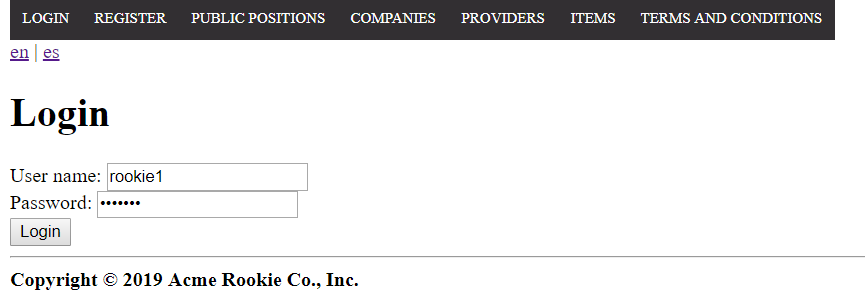 LOGIN REGISTER PUBLIC POSITIONS COMPANIES PROVIDERS ITEMS TERMS AND CONDITIONS
en | es
Login
User name: rookie1
Password: •••••••
Login
Copyright © 2019 Acme Rookie Co., Inc.